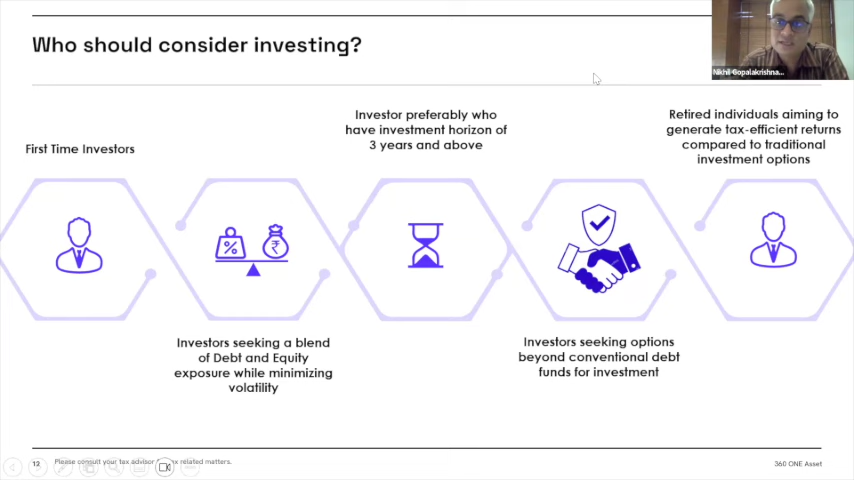 Who should consider investing?
Nikhil Gopalakrishna...
First Time Investors
%
₹
Investors seeking a blend
of Debt and Equity
exposure while minimizing
volatility
Investor preferably who
have investment horizon of
3 years and above
Investors seeking options
beyond conventional debt
funds for investment
Retired individuals aiming to
generate tax-efficient returns
compared to traditional
investment options
12
Please consult your tax advisor for tax related matters.
360 ONE Asset